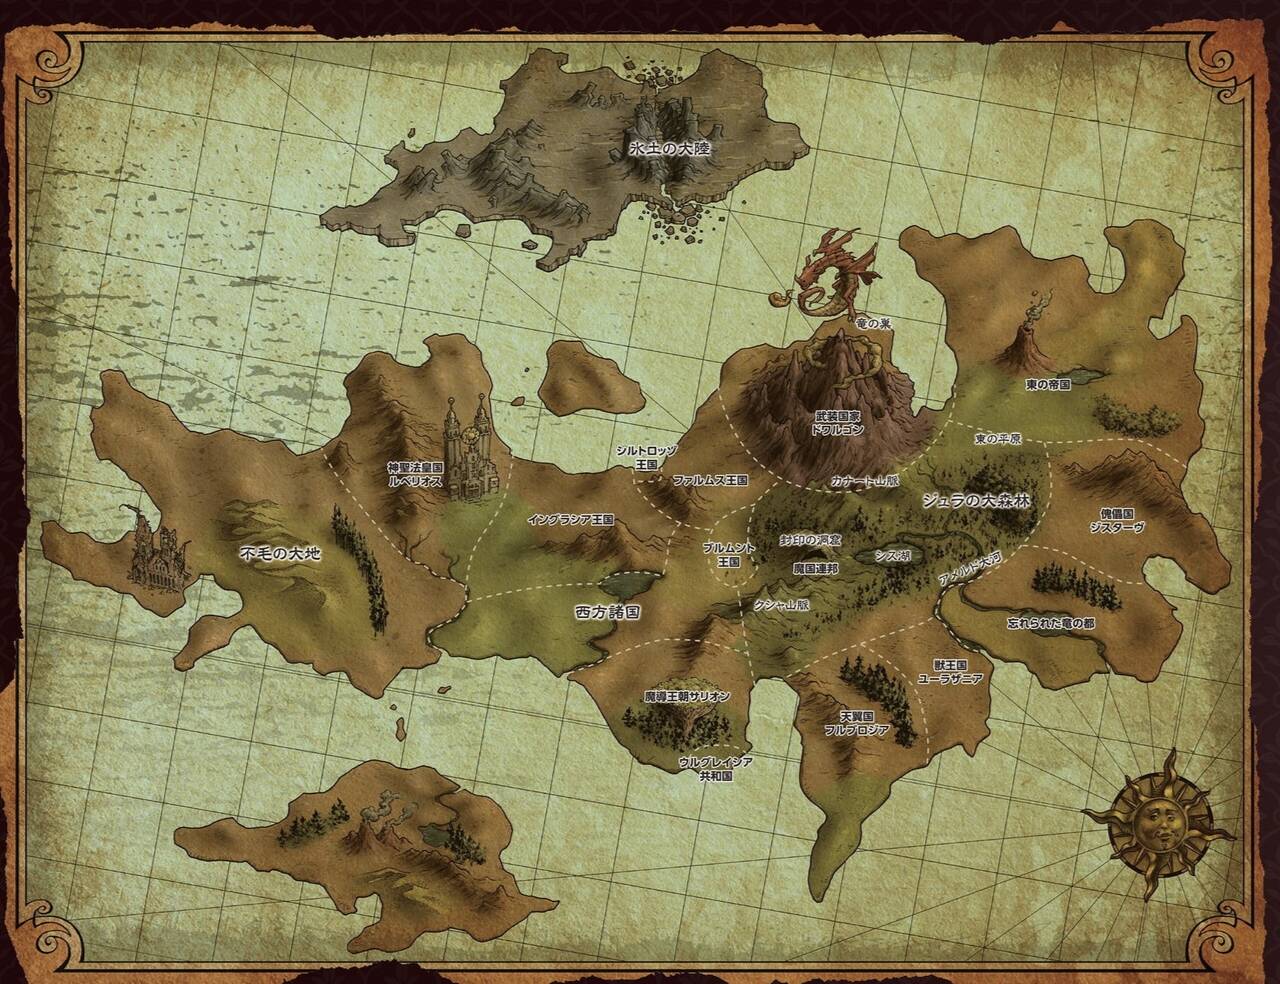 氷土の大陸
竜の巣
東の帝国
武装国家
ドワルゴン
東の平原
シルトロッゾ
王国
神聖法皇国
ルベリオス
ファルムス王国
カナート山脈
ジュラの大森林
傀儡国
ジスターヴ
イングラシア王国
封印の洞窟
ブルムント
王国
シス湖
不毛の大地
魔国連邦
アメルド大河
クシャ山脈
西方諸国
忘れられた竜の都
獣王国
ユーラザニア
魔導王朝サリオン
天翼国
フルブロジア
ウルグレイシア
共和国